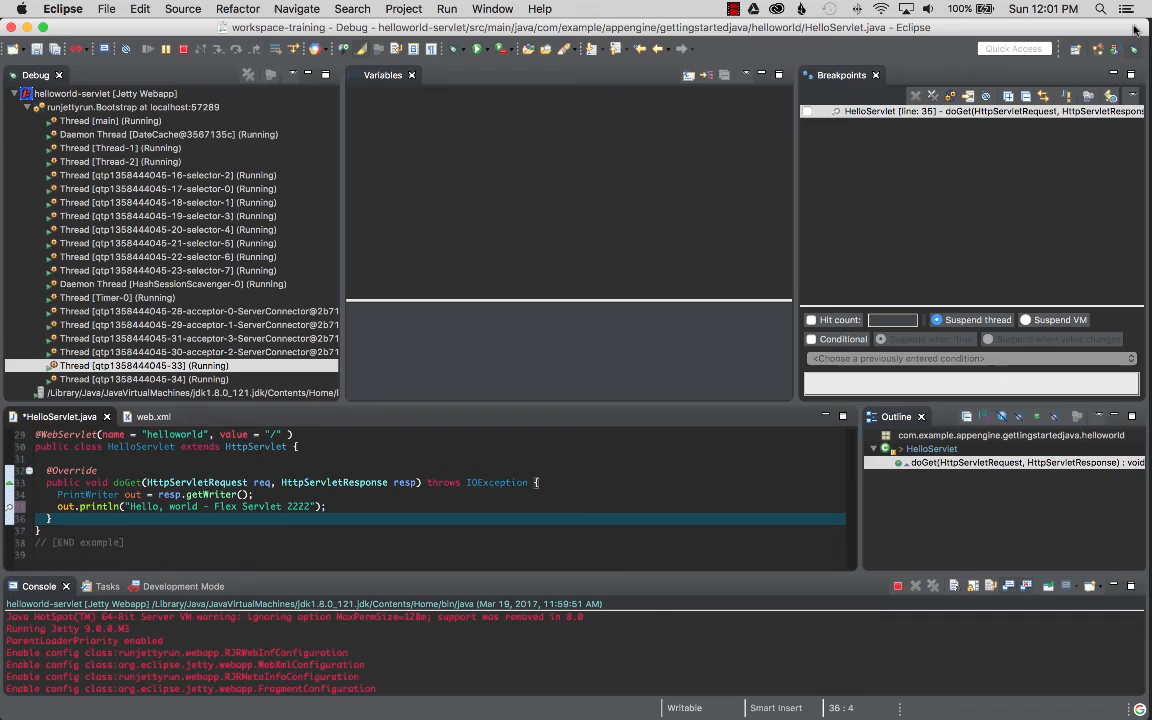 Eclipse File Edit Source Refactor Navigate Search Project Run Window Help 100% Sun 12:01 PM
workspace-training - Debug - helloworld-servlet/src/main/java/com/example/appengine/gettingstartedjava/helloworld/HelloServlet.java - Eclipse
Quick Access
Debug
helloworld-servlet [Jetty Webapp]
runjettyrun.Bootstrap at localhost:57289
Thread [main] (Running)
Daemon Thread [DateCache@3567135c] (Running)
Thread [Thread-1] (Running)
Thread [Thread-2] (Running)
Thread [qtp1358444045-16-selector-2] (Running)
Thread [qtp1358444045-17-selector-0] (Running)
Thread [qtp1358444045-18-selector-1] (Running)
Thread [qtp1358444045-19-selector-3] (Running)
Thread [qtp1358444045-20-selector-4] (Running)
Thread [qtp1358444045-21-selector-5] (Running)
Thread [qtp1358444045-22-selector-6] (Running)
Thread [qtp1358444045-23-selector-7] (Running)
Daemon Thread [HashSessionScavenger-0] (Running)
Thread [Timer-0] (Running)
Thread [qtp1358444045-28-acceptor-0-ServerConnector@2b71
Thread [qtp1358444045-29-acceptor-1-ServerConnector@2b71
Thread [qtp1358444045-31-acceptor-3-ServerConnector@2b71
Thread [qtp1358444045-30-acceptor-2-ServerConnector@2b71
Thread [qtp1358444045-33] (Running)
Thread [qtp1358444045-34] (Running)
/Library/Java/JavaVirtualMachines/jdk1.8.0_121.jdk/Contents/Home/
Variables
Breakpoints
HelloServlet [line: 35] - doGet(HttpServletRequest, HttpServletRespons
Hit count: Suspend thread Suspend VM
Conditional Suspend when 'true' Suspend when value changes
<Choose a previously entered condition>
*HelloServlet.java web.xml
29 @WebServlet(name = "helloworld", value = "/" )
30 public class HelloServlet extends HttpServlet {
31
32 @Override
33 public void doGet(HttpServletRequest req, HttpServletResponse resp) throws IOException {
34 PrintWriter out = resp.getWriter();
35 out.println("Hello, world - Flex Servlet 2222");
36 }
37 }
38 // [END example]
39
Outline
com.example.appengine.gettingstartedjava.helloworld
> HelloServlet
doGet(HttpServletRequest, HttpServletResponse) : void
Console Tasks Development Mode
helloworld-servlet [Jetty Webapp] /Library/Java/JavaVirtualMachines/jdk1.8.0_121.jdk/Contents/Home/bin/java (Mar 19, 2017, 11:59:51 AM)
Java HotSpot(TM) 64-Bit Server VM warning: ignoring option MaxPermSize=128m; support was removed in 8.0
Running Jetty 9.0.0.M3
ParentLoaderPriority enabled
Enable config class:runjettyrun.webapp.RJRWebInfConfiguration
Enable config class:org.eclipse.jetty.webapp.WebXmlConfiguration
Enable config class:runjettyrun.webapp.RJRMetaInfoConfiguration
Enable config class:org.eclipse.jetty.webapp.FragmentConfiguration
Writable Smart Insert 36 : 4